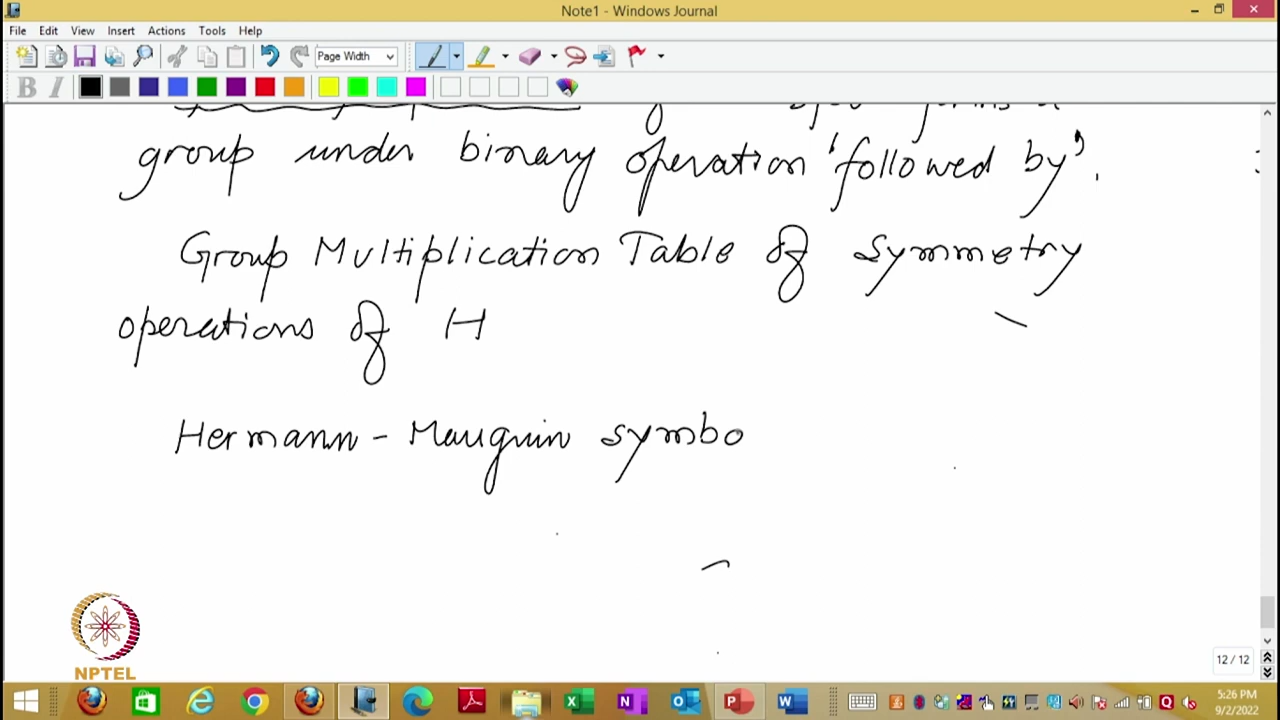 Note1 - Windows Journal
File Edit View Insert Actions Tools Help
Page Width
B I
group under binary operation 'followed by'.
Group Multiplication Table of Symmetry
operations of H
Hermann - Mauguin symbo
NPTEL
12 / 12
5:26 PM
9/2/2022